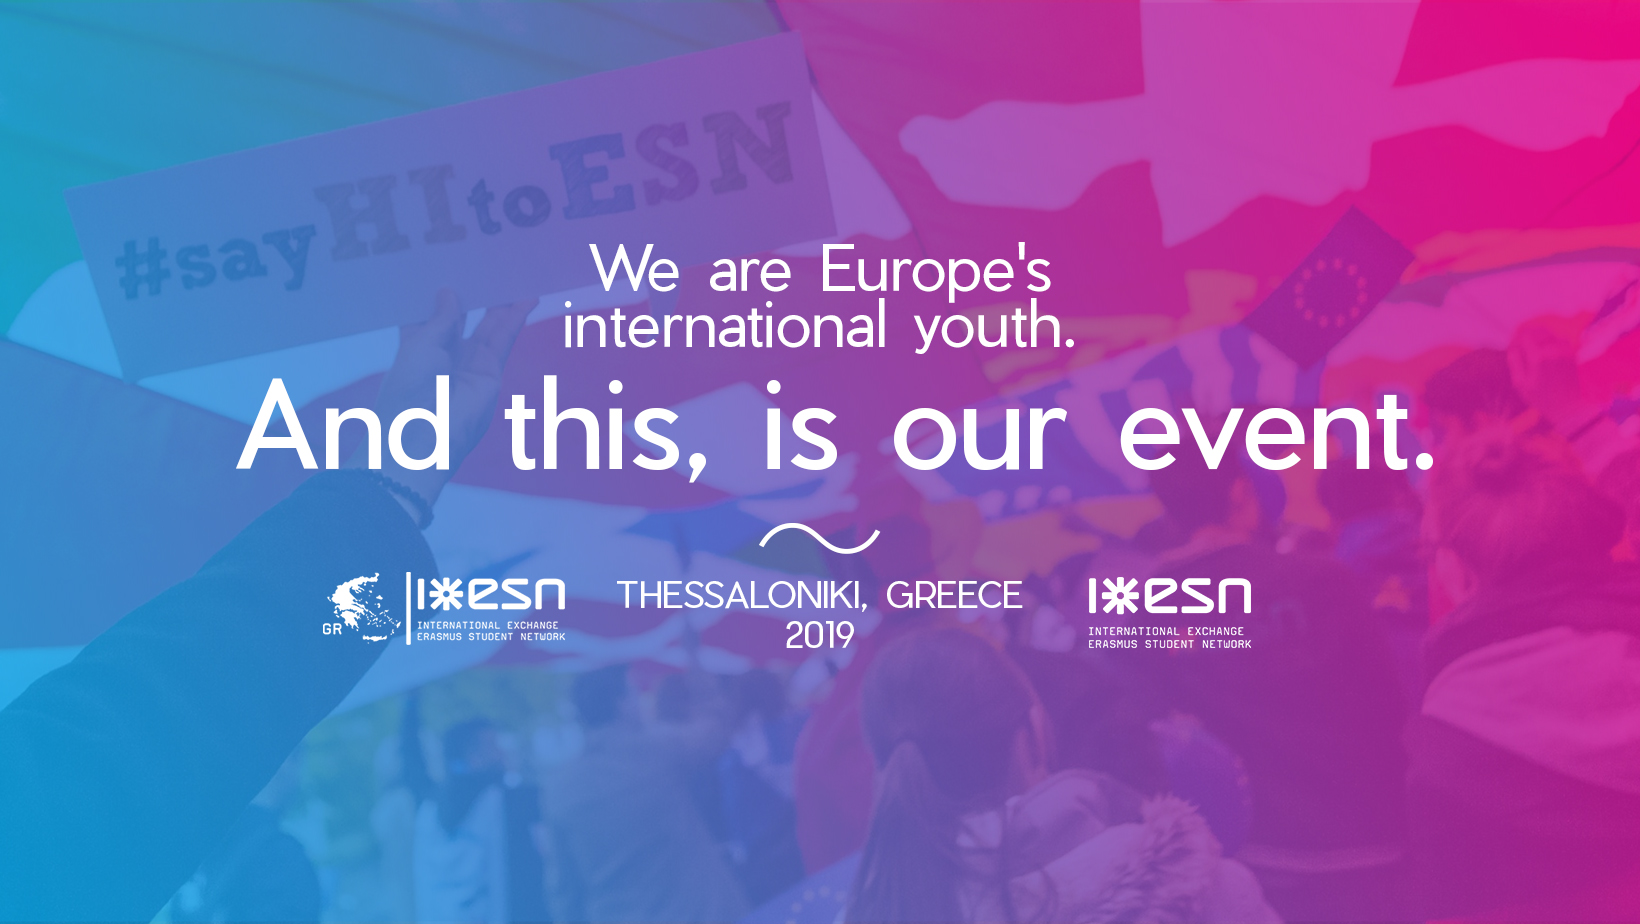 #sayHItoESN
We are Europe's
international youth.
And this, is our event.
GR
esn
INTERNATIONAL EXCHANGE
ERASMUS STUDENT NETWORK
THESSALONIKI, GREECE
2019
esn
INTERNATIONAL EXCHANGE
ERASMUS STUDENT NETWORK